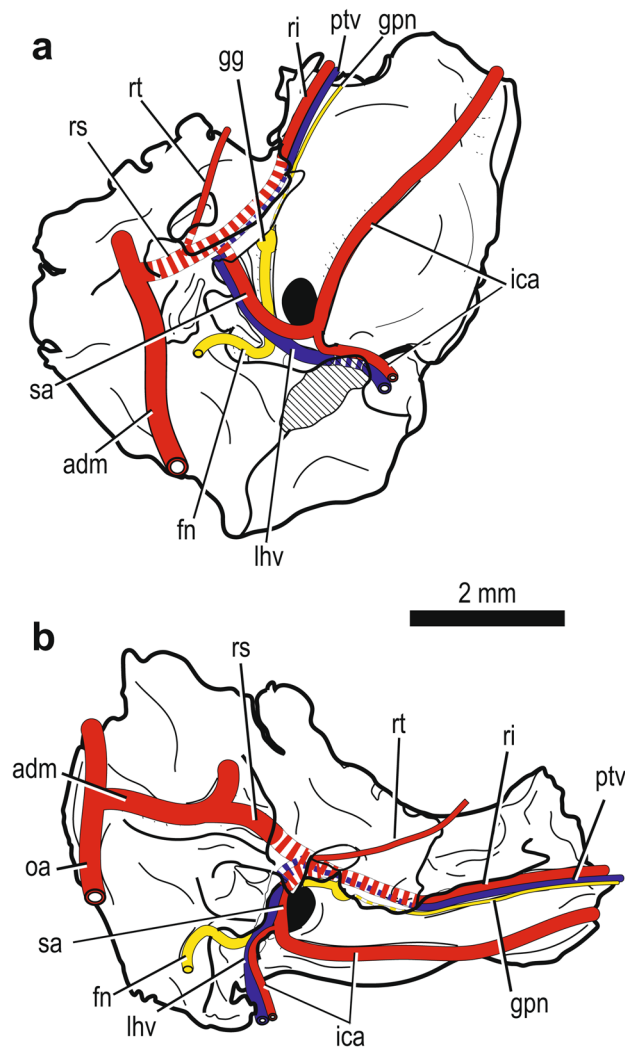 a
ri ptv gpn
gg
rt
rs
ica
sa
adm
fn
lhv
2 mm
b
rs
rt ri
adm
ptv
oa
sa
fn
gpn
lhv
ica